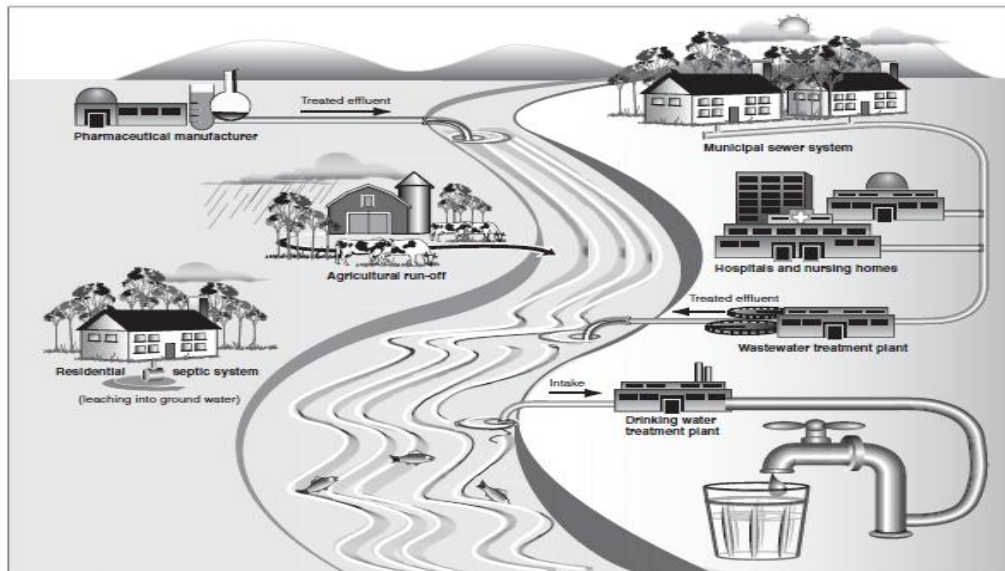 Treated effluent
Pharmaceutical manufacturer
Municipal sewer system
Agricultural run-off
Hospitals and nursing homes
Treated effluent
Wastewater treatment plant
Residential septic system
(leaching into ground water)
Intake
Drinking water
treatment plant